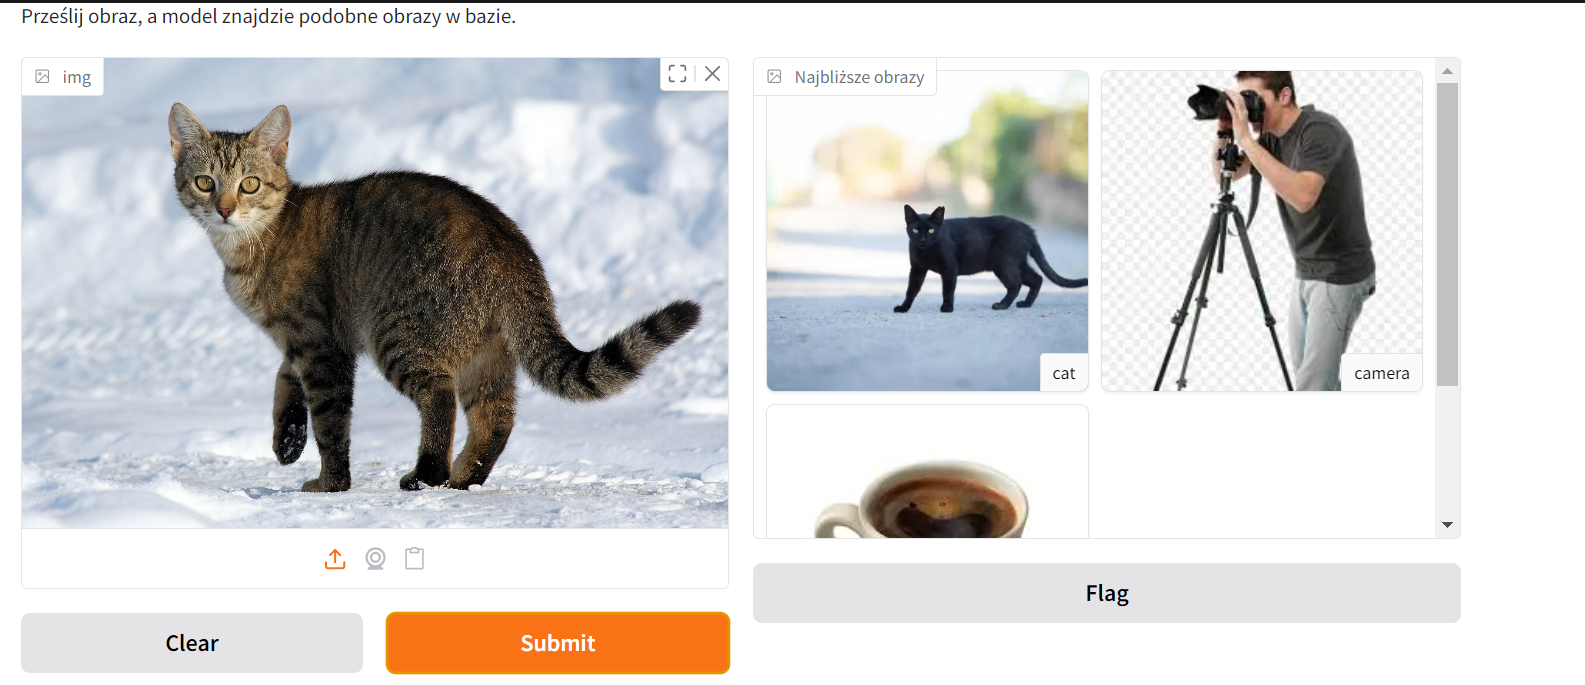 Prześlij obraz, a model znajdzie podobne obrazy w bazie.
img
Najbliższe obrazy
cat
camera
Flag
Clear
Submit